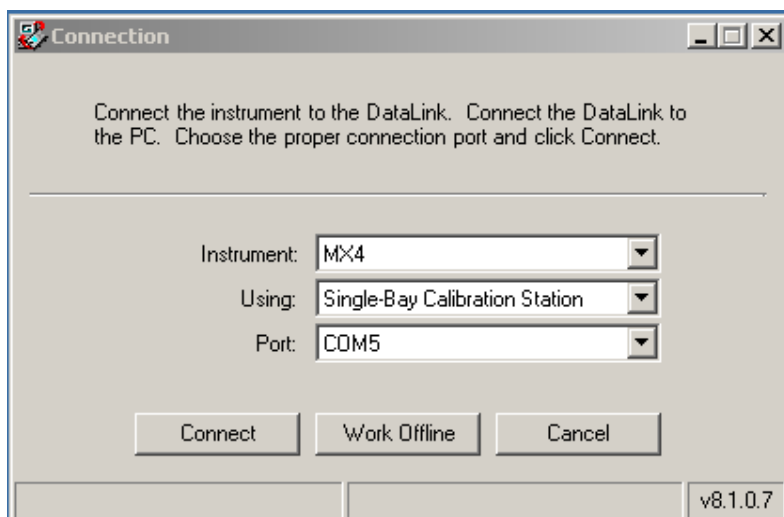 Connection
Connect the instrument to the DataLink. Connect the DataLink to
the PC. Choose the proper connection port and click Connect.
Instrument: MX4
Using: Single-Bay Calibration Station
Port: COM5
Connect Work Offline Cancel
v8.1.0.7